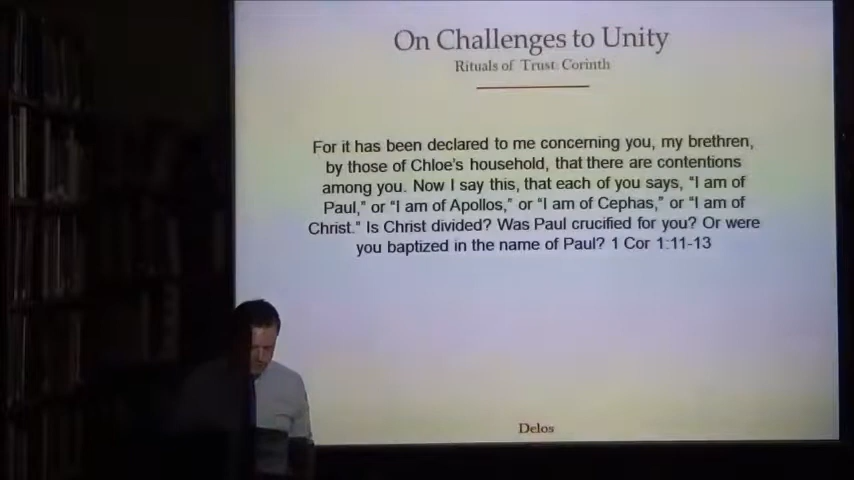 On Challenges to Unity
Rituals of Trust: Corinth
For it has been declared to me concerning you, my brethren,
by those of Chloe's household, that there are contentions
among you. Now I say this, that each of you says, “I am of
Paul,” or “I am of Apollos,” or “I am of Cephas,” or “I am of
Christ.” Is Christ divided? Was Paul crucified for you? Or were
you baptized in the name of Paul? 1 Cor 1:11-13
Delos